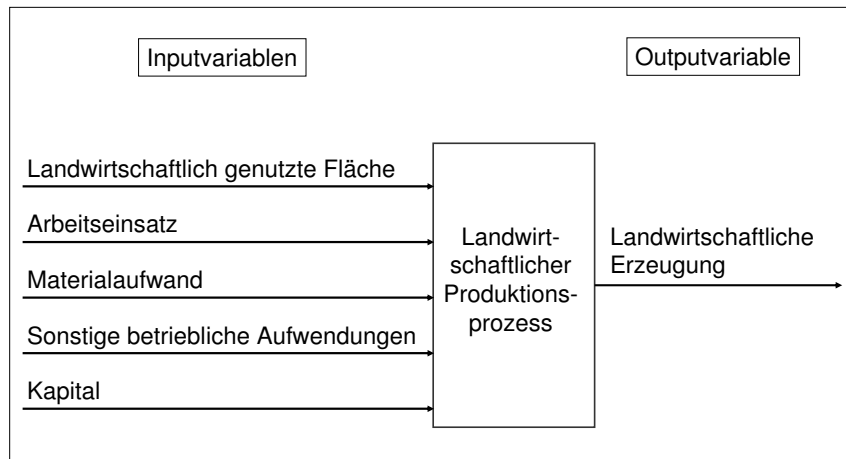 Inputvariablen
Outputvariable
Landwirtschaftlich genutzte Fläche
Arbeitseinsatz
Materialaufwand
Sonstige betriebliche Aufwendungen
Kapital
Landwirt-
schaftlicher
Produktions-
prozess
Landwirtschaftliche
Erzeugung